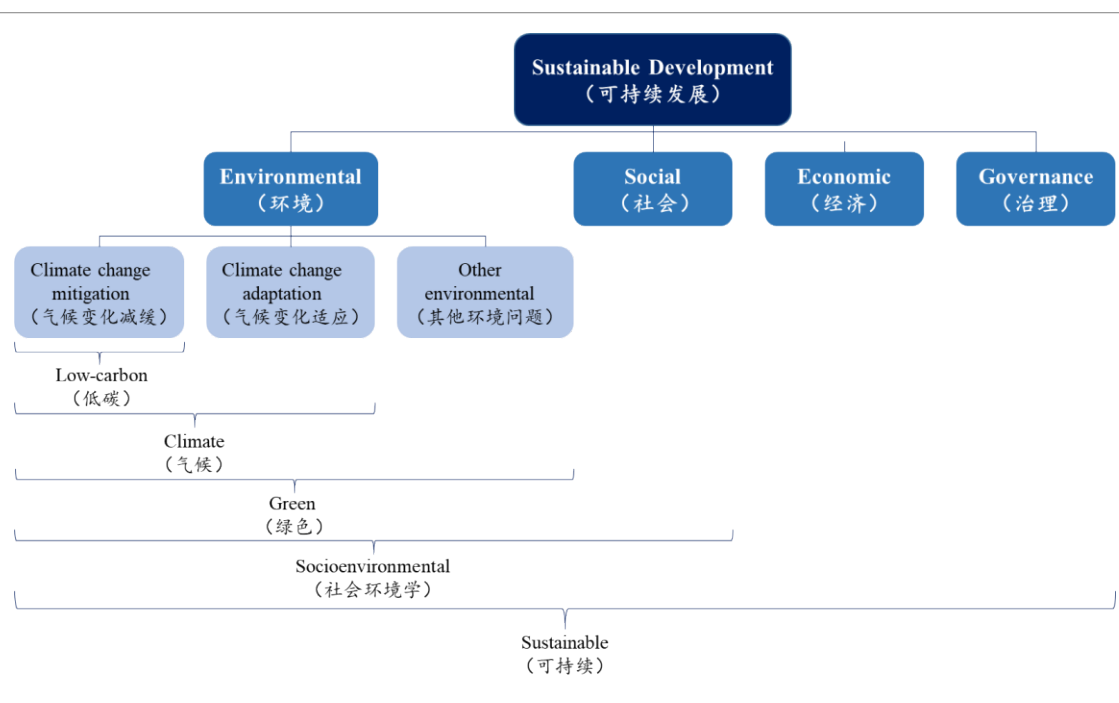 Sustainable Development
（可持续发展）
Environmental
（环境）
Social
（社会）
Economic
（经济）
Governance
（治理）
Climate change
mitigation
（气候变化减缓）
Climate change
adaptation
（气候变化适应）
Other
environmental
（其他环境问题）
Low-carbon
（低碳）
Climate
（气候）
Green
（绿色）
Socioenvironmental
（社会环境学）
Sustainable
（可持续）